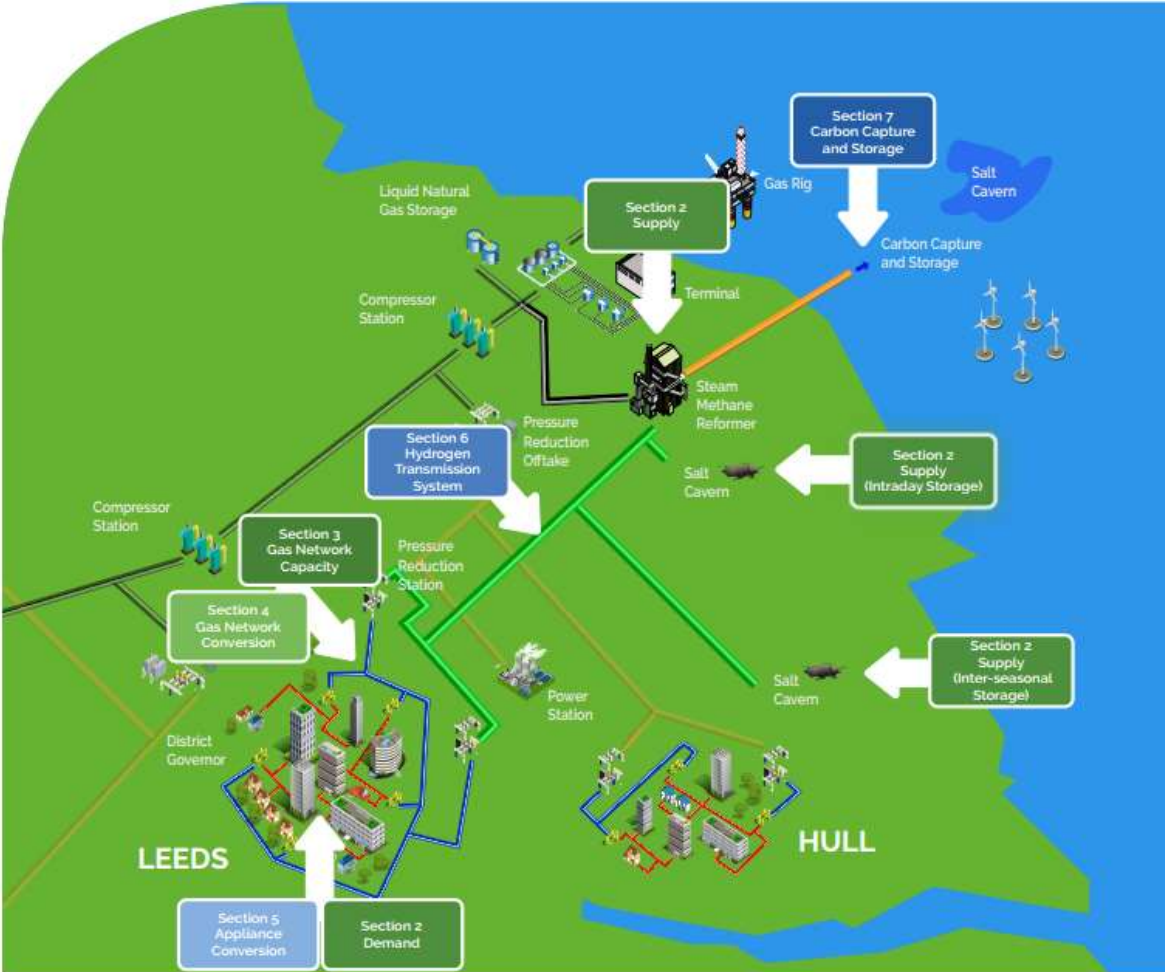 Section 7
Carbon Capture
and Storage
Salt
Cavern
Gas Rig
Liquid Natural
Gas Storage
Section 2
Supply
Carbon Capture
and Storage
Terminal
Compressor
Station
Steam
Methane
Reformer
Pressure
Reduction
Offtake
Section 6
Hydrogen
Transmission
System
Salt
Cavern
Section 2
Supply
(Intraday Storage)
Compressor
Station
Section 3
Gas Network
Capacity
Pressure
Reduction
Station
Section 4
Gas Network
Conversion
Section 2
Supply
(Inter-seasonal
Storage)
Salt
Cavern
Power
Station
District
Governor
LEEDS
HULL
Section 5
Appliance
Conversion
Section 2
Demand